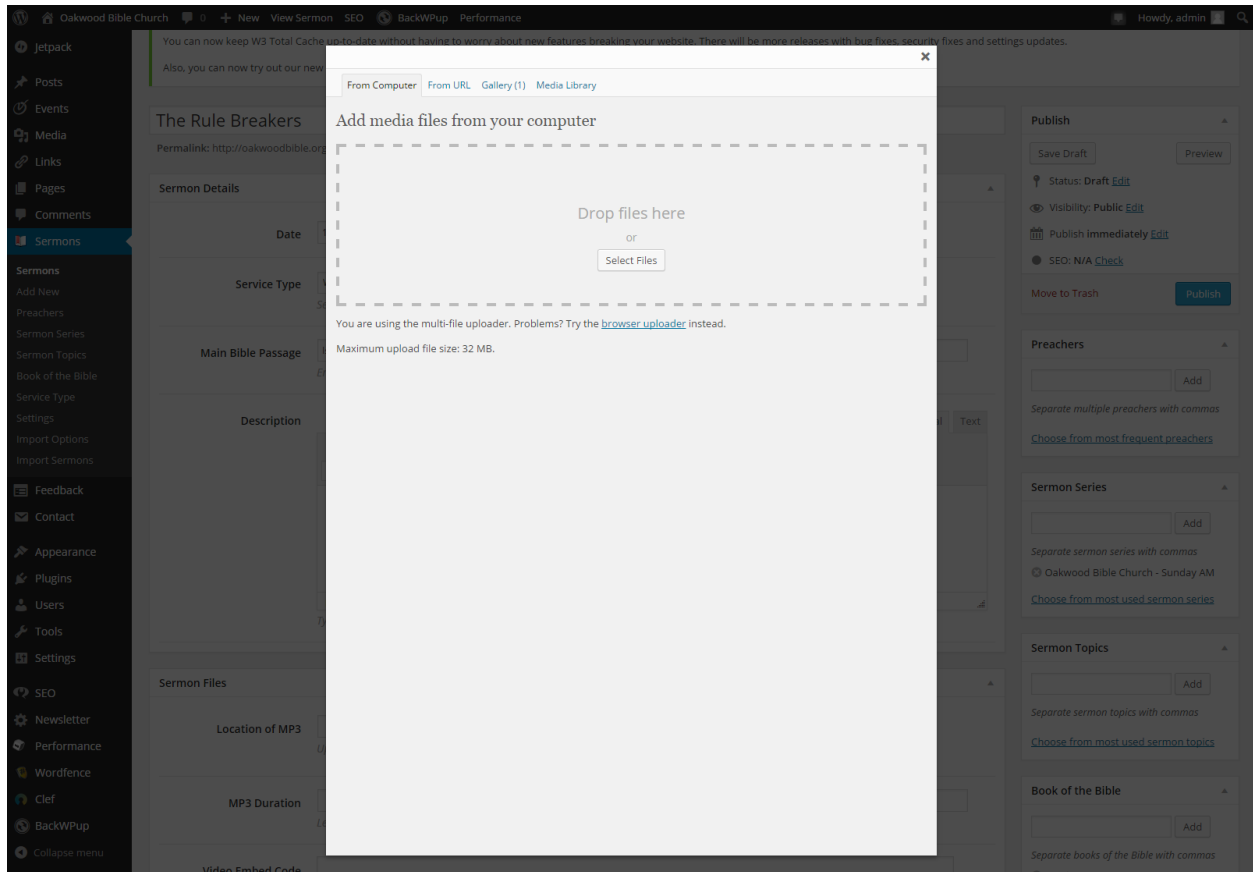 Oakwood Bible Church 0 New View Sermon SEO BackWPup Performance Howdy, admin
Jetpack
Posts
Events
Media
Links
Pages
Comments
Sermons
Sermons
Add New
Preachers
Sermon Series
Sermon Topics
Book of the Bible
Service Type
Settings
Import Options
Import Sermons
Feedback
Contact
Appearance
Plugins
Users
Tools
Settings
SEO
Newsletter
Performance
Wordfence
Clef
BackWPup
Collapse menu
You can now keep W3 Total Cache up-to-date without having to worry about new features breaking your website. There will be more releases with bug fixes, security fixes and settings updates.
Also, you can now try out our new
The Rule Breakers
Permalink: http://oakwoodbible.org
Sermon Details
Date
Service Type
Main Bible Passage
Description
Text
Sermon Files
Location of MP3
MP3 Duration
Video Embed Code
From Computer From URL Gallery (1) Media Library
Add media files from your computer
Drop files here
or
Select Files
You are using the multi-file uploader. Problems? Try the browser uploader instead.
Maximum upload file size: 32 MB.
Publish
Save Draft Preview
Status: Draft Edit
Visibility: Public Edit
Publish immediately Edit
SEO: N/A Check
Move to Trash Publish
Preachers
Add
Separate multiple preachers with commas
Choose from most frequent preachers
Sermon Series
Add
Separate sermon series with commas
Oakwood Bible Church - Sunday AM
Choose from most used sermon series
Sermon Topics
Add
Separate sermon topics with commas
Choose from most used sermon topics
Book of the Bible
Add
Separate books of the Bible with commas